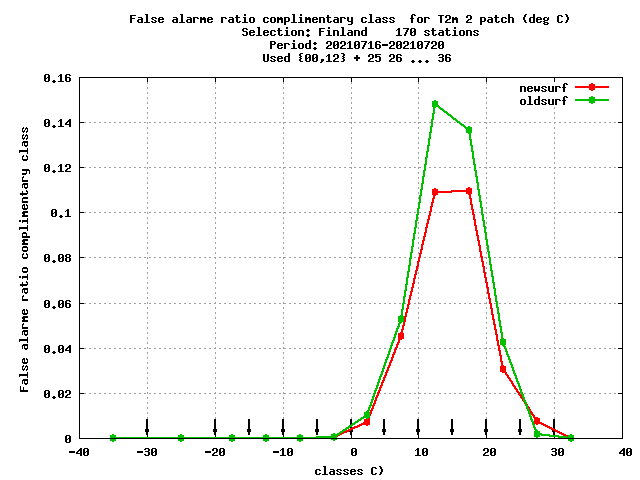 False alarme ratio complimentary class  for T2m 2 patch (deg C)
Selection: Finland    170 stations
Period: 20210716-20210720
Used {00,12} + 25 26 ... 36
newsurf
oldsurf
False alarme ratio complimentary class
0.16
0.14
0.12
0.1
0.08
0.06
0.04
0.02
0
-40 -30 -20 -10 0 10 20 30 40
classes C)